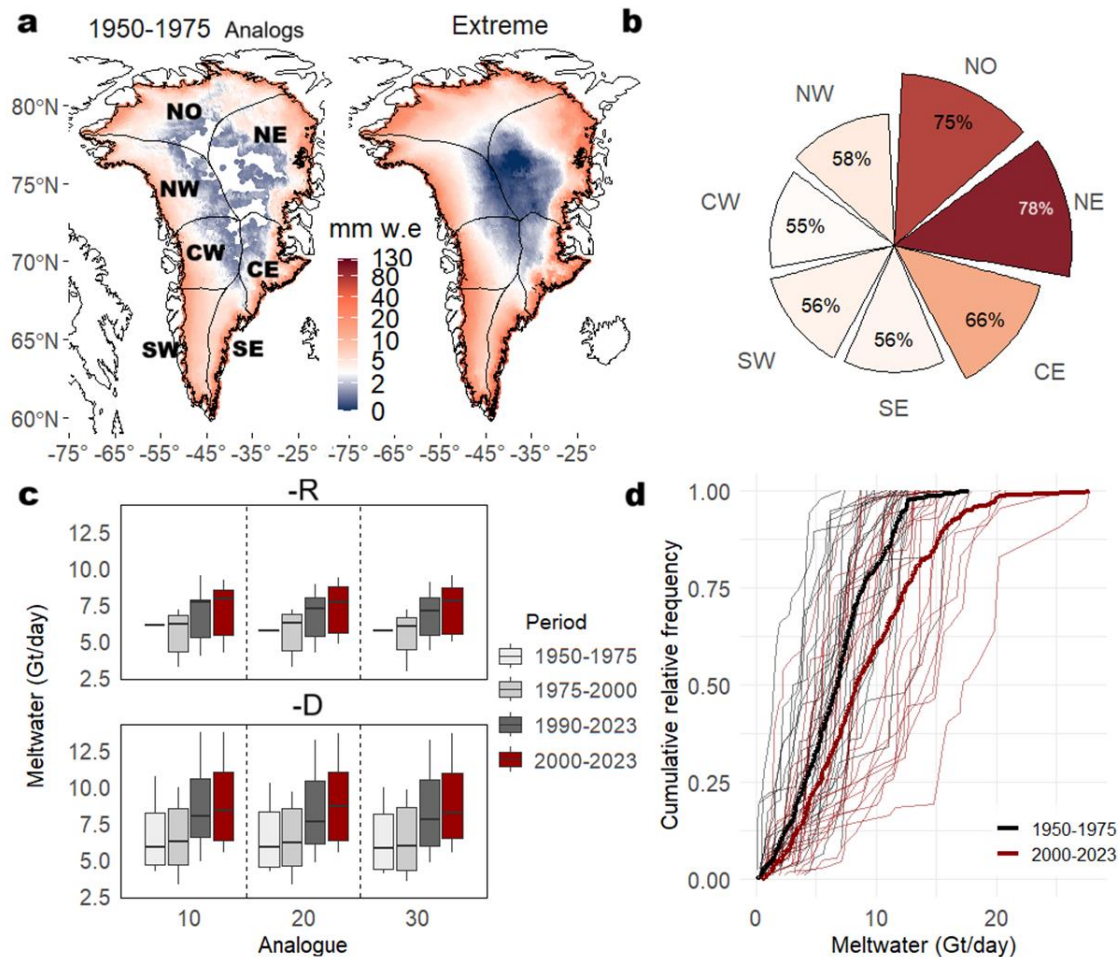 a 1950-1975 Analogs Extreme
80°N
75°N
70°N
65°N
60°N
-75° -65° -55° -45° -35° -25°
-75° -65° -55° -45° -35° -25°
NO
NE
NW
CW
CE
SW
SE
mm w.e
130
80
40
20
10
5
2
0
b
NO
75%
NE
78%
CE
66%
SE
56%
SW
56%
CW
55%
NW
58%
c
-R
12.5
10.0
7.5
5.0
2.5
-D
12.5
10.0
7.5
5.0
2.5
Meltwater (Gt/day)
10 20 30
Analogue
Period
1950-1975
1975-2000
1990-2023
2000-2023
d
1.00
0.75
0.50
0.25
0.00
Cumulative relative frequency
0 10 20
Meltwater (Gt/day)
1950-1975
2000-2023